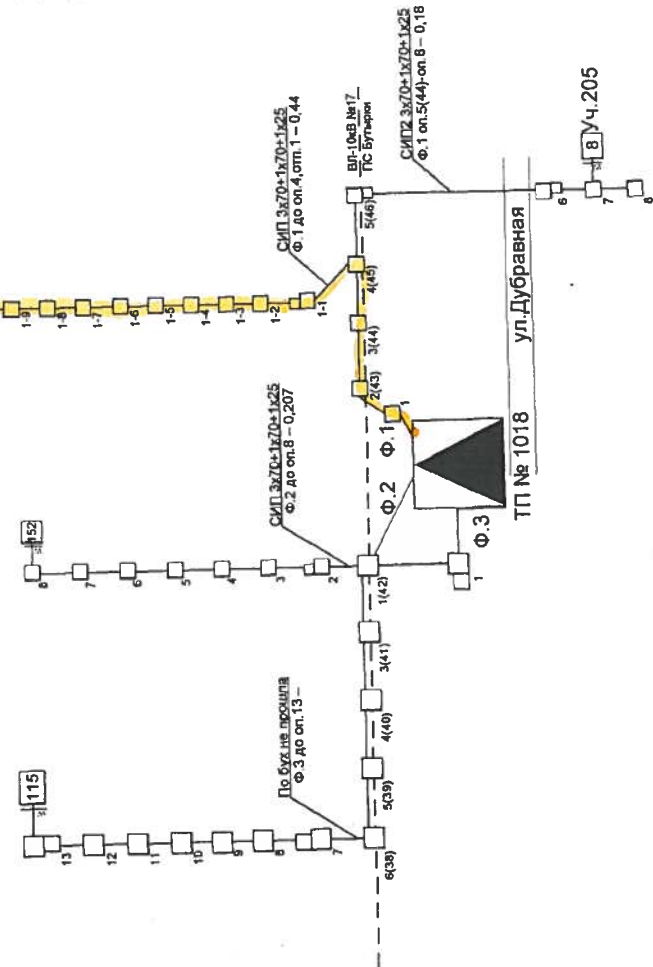 СИП 3х70+1х70+1х25
Ф.1 до оп.4,отп.1 – 0,44
ВЛ-10кВ №17
ПС Бутырки
СИП2 3х70+1х70+1х25
Ф.1 оп.5(44)-оп.8 – 0,18
1-9
1-8
1-7
1-6
1-5
1-4
1-3
1-2
1-1
5(46)
4(45)
3(44)
2(43)
1
6
7
8
8
Уч.205
ул.Дубравная
ТП № 1018
Ф.1
Ф.2
Ф.3
СИП 3х70+1х70+1х25
Ф.2 до оп.8 – 0,207
152
8
7
6
5
4
3
2
1(42)
1
3(41)
4(40)
5(39)
6(38)
По бух не прошла
Ф.3 до оп.13 –
115
13
12
11
10
9
8
7